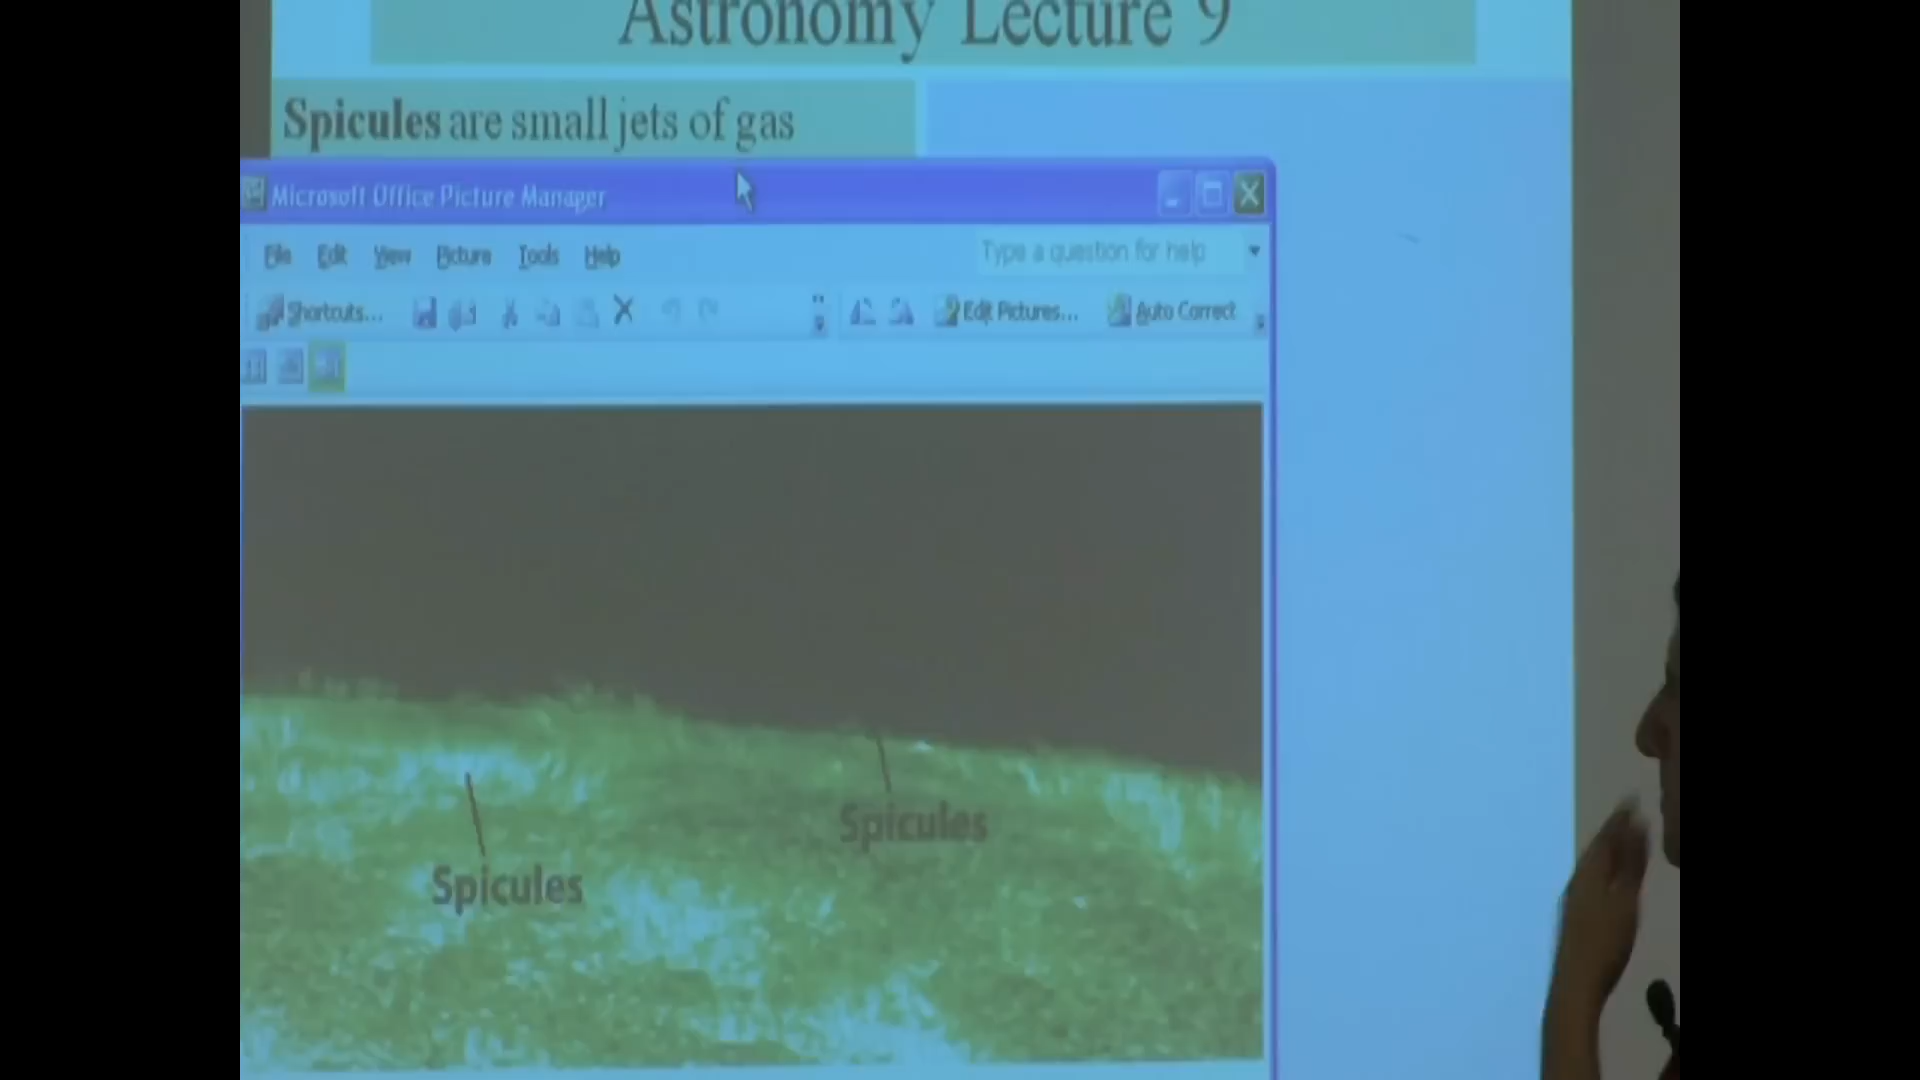 Astronomy Lecture 9
Spicules are small jets of gas
Microsoft Office Picture Manager
File Edit View Picture Tools Help
Type a question for help
Shortcuts...
Edit Pictures...
Auto Correct
Spicules
Spicules